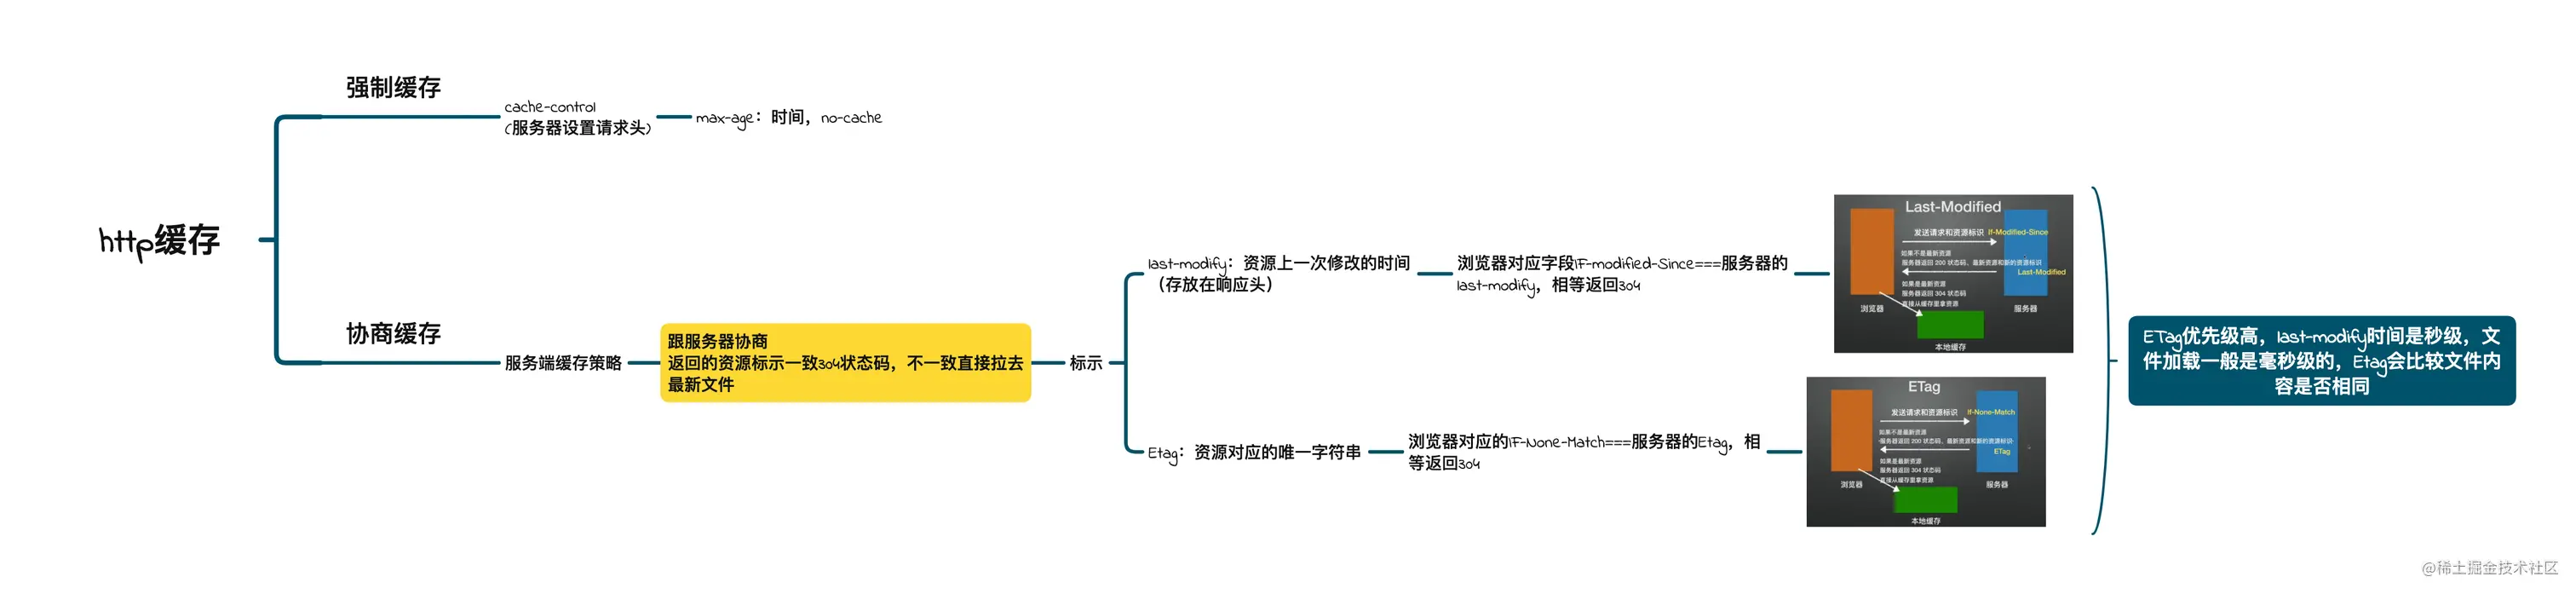 http缓存
强制缓存
cache-control
(服务器设置请求头)
max-age：时间，no-cache
协商缓存
服务端缓存策略
跟服务器协商
返回的资源标示一致304状态码，不一致直接拉去
最新文件
标示
last-modify：资源上一次修改的时间
（存放在响应头）
浏览器对应字段IF-modified-Since===服务器的
last-modify，相等返回304
Last-Modified
发送请求和资源标识 If-Modified-Since
如果不是最新资源
服务器返回 200 状态码、最新资源和新的资源标识
Last-Modified
如果是最新资源
服务器返回 304 状态码
直接从缓存里拿资源
浏览器
服务器
本地缓存
Etag：资源对应的唯一字符串
浏览器对应的IF-None-Match===服务器的Etag，相
等返回304
ETag
发送请求和资源标识 If-None-Match
如果不是最新资源
服务器返回 200 状态码、最新资源和新的资源标识
ETag
如果是最新资源
服务器返回 304 状态码
直接从缓存里拿资源
浏览器
服务器
本地缓存
ETag优先级高，last-modify时间是秒级，文
件加载一般是毫秒级的，Etag会比较文件内
容是否相同
@稀土掘金技术社区